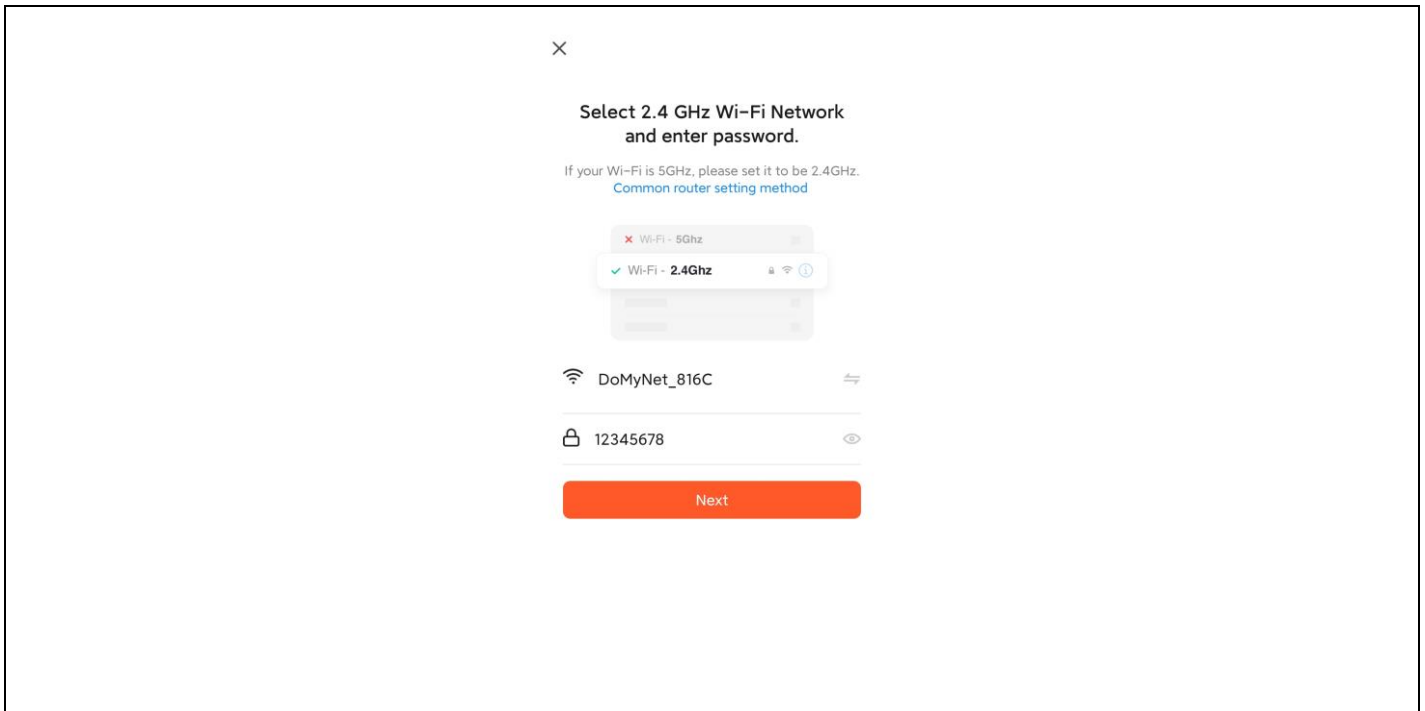 Select 2.4 GHz Wi-Fi Network
and enter password.
If your Wi-Fi is 5GHz, please set it to be 2.4GHz.
Common router setting method
Wi-Fi - 5Ghz
Wi-Fi - 2.4Ghz
DoMyNet_816C
12345678
Next